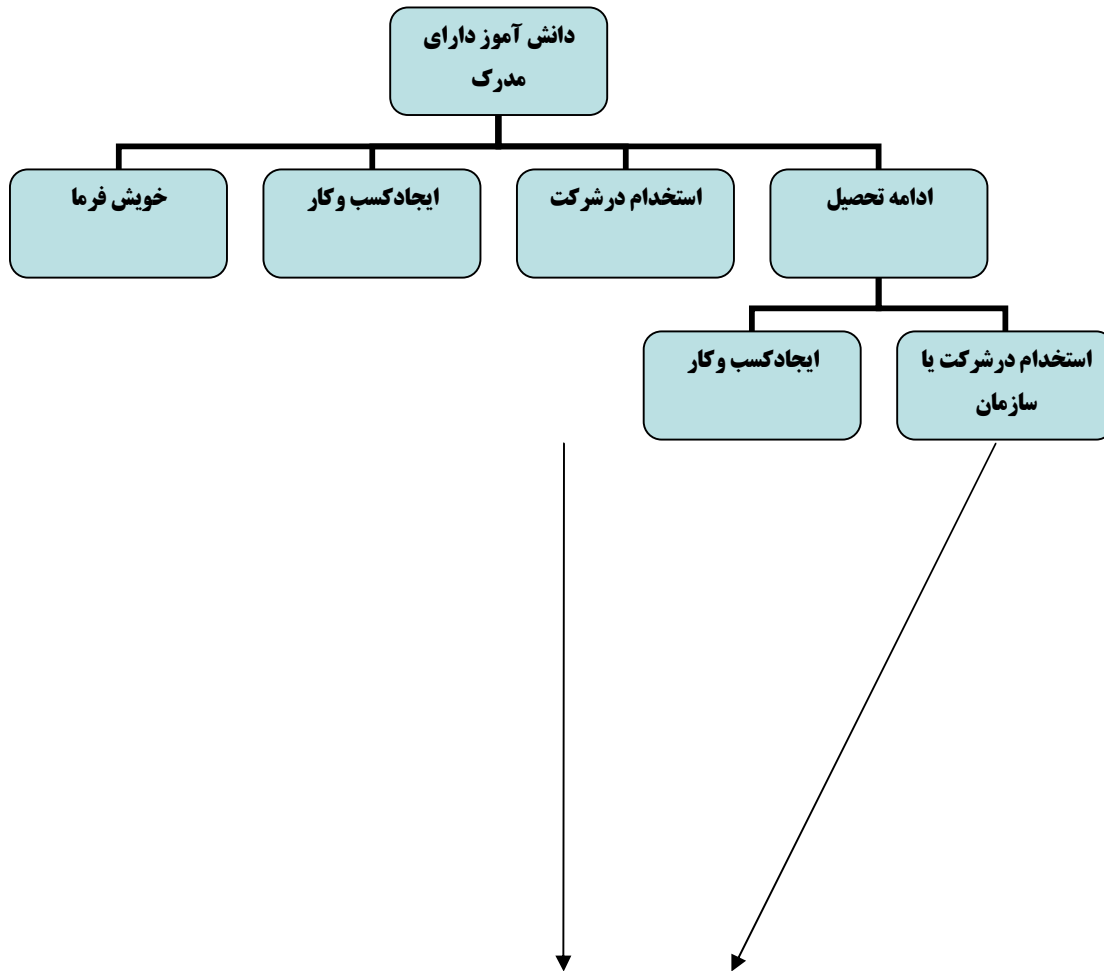 دانش آموز دارای
مدرک
ادامه تحصیل
استخدام درشرکت
ایجادکسب وکار
خویش فرما
استخدام درشرکت یا
سازمان
ایجادکسب وکار